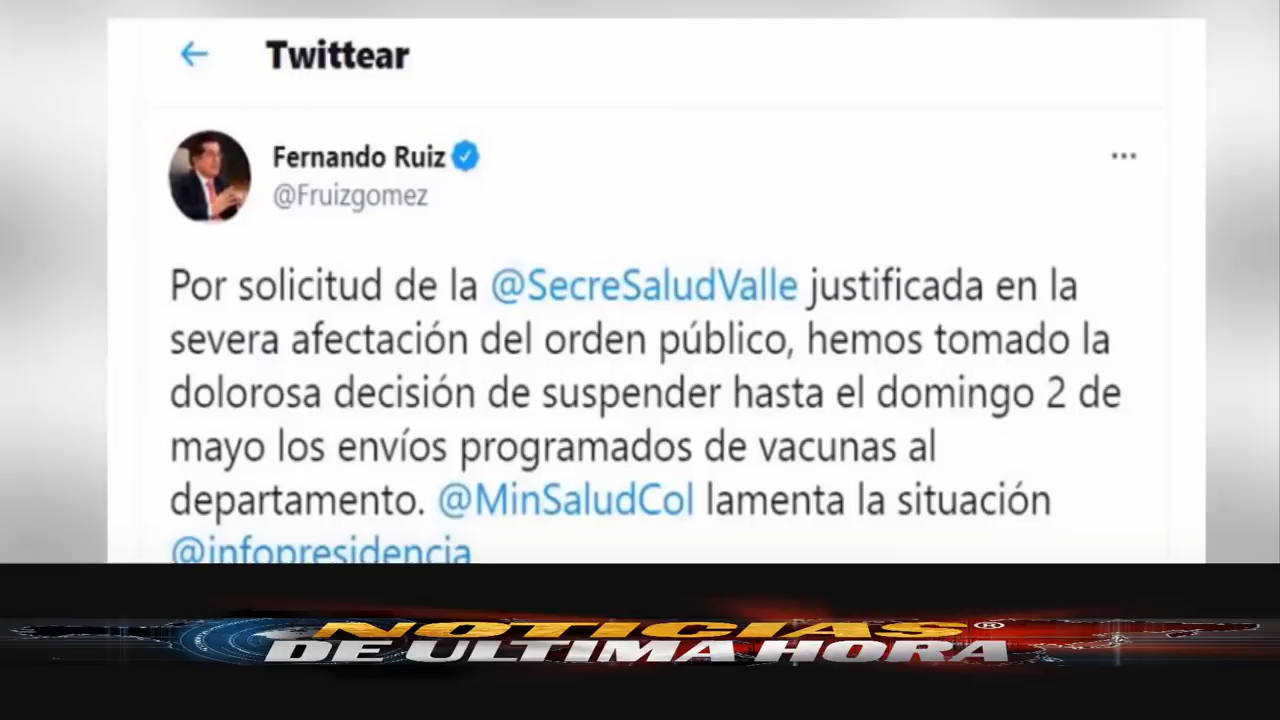 Twittear
Fernando Ruiz
@Fruizgomez
Por solicitud de la @SecreSaludValle justificada en la
severa afectación del orden público, hemos tomado la
dolorosa decisión de suspender hasta el domingo 2 de
mayo los envíos programados de vacunas al
departamento. @MinSaludCol lamenta la situación
@infopresidencia
NOTICIAS®
DE ULTIMA HORA